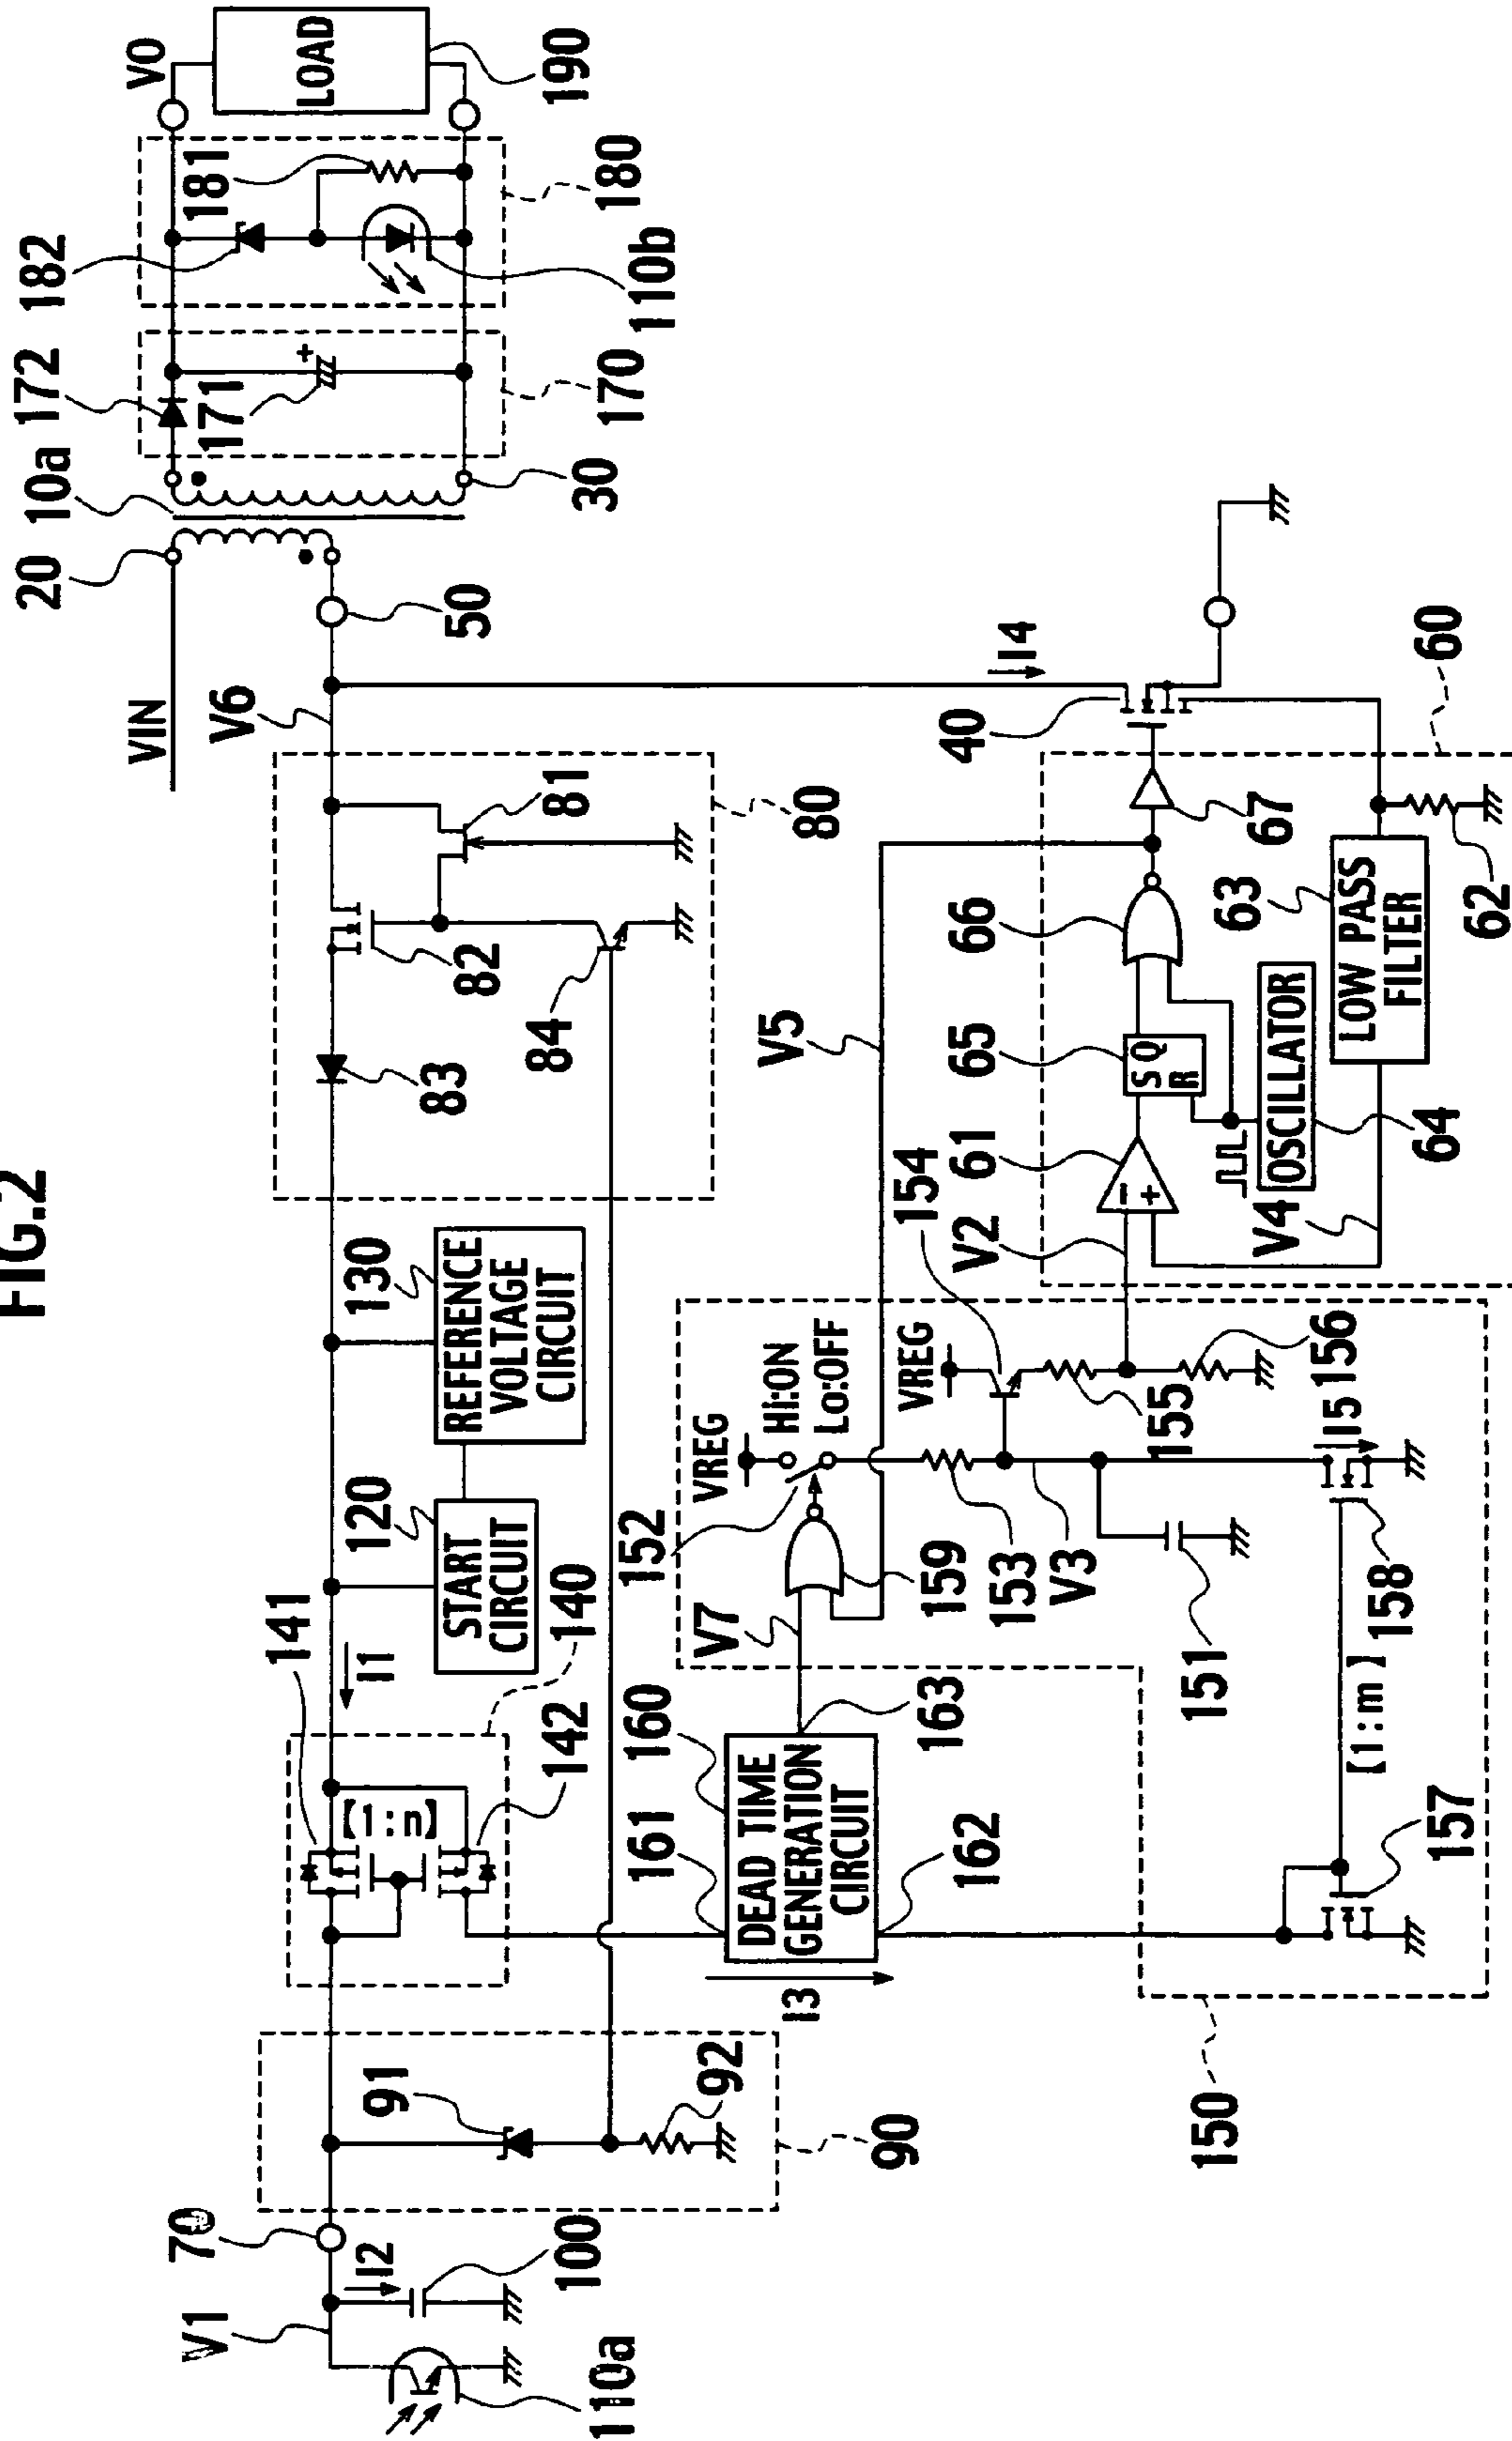 FIG.2
VIN
20
10a
172
182
VO
LOAD
190
181
180
110b
171
170
30
50
V6
I4
40
60
81
80
82
84
83
130
REFERENCE
VOLTAGE
CIRCUIT
120
START
CIRCUIT
I1
141
140
【1:n】
142
91
92
90
70
V1
I2
100
110a
V5
67
66
63
LOW PASS
FILTER
62
65
S Q
R
64
OSCILLATOR
61
V4
154
V2
VREG
Hi:ON
Lo:OFF
VREG
152
155
156
I5
159
153
V3
V7
151
158
[1:m]
157
160
161
163
DEAD TIME
GENERATION
CIRCUIT
162
I3
150